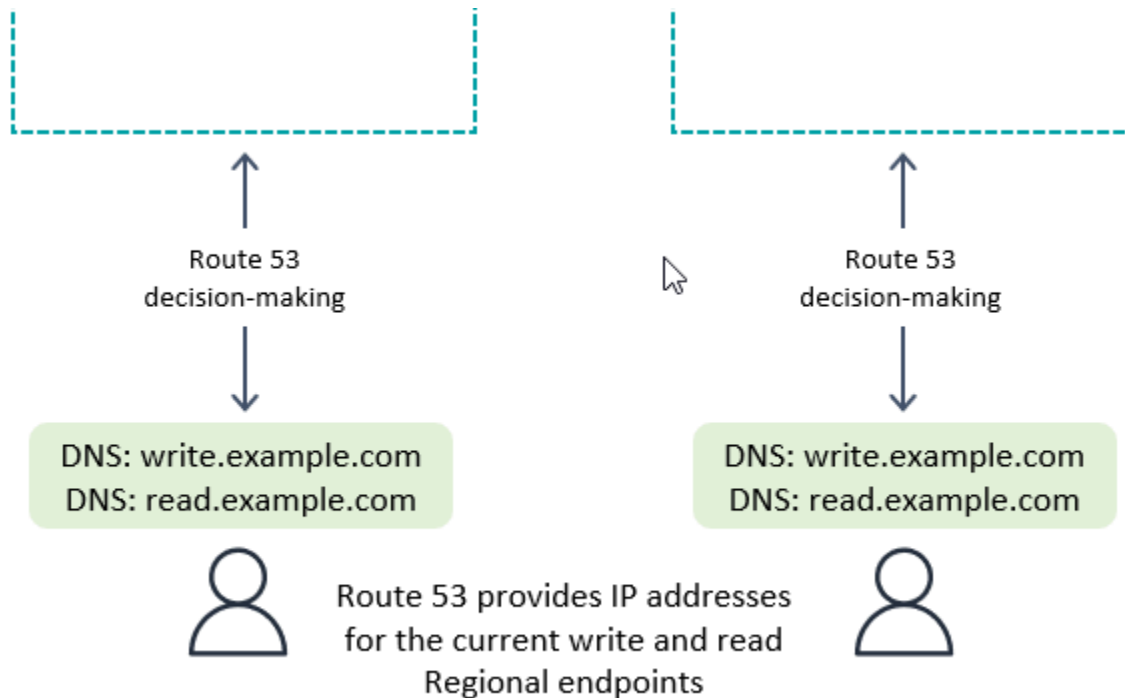 Route 53
decision-making
Route 53
decision-making
DNS: write.example.com
DNS: read.example.com
DNS: write.example.com
DNS: read.example.com
Route 53 provides IP addresses
for the current write and read
Regional endpoints